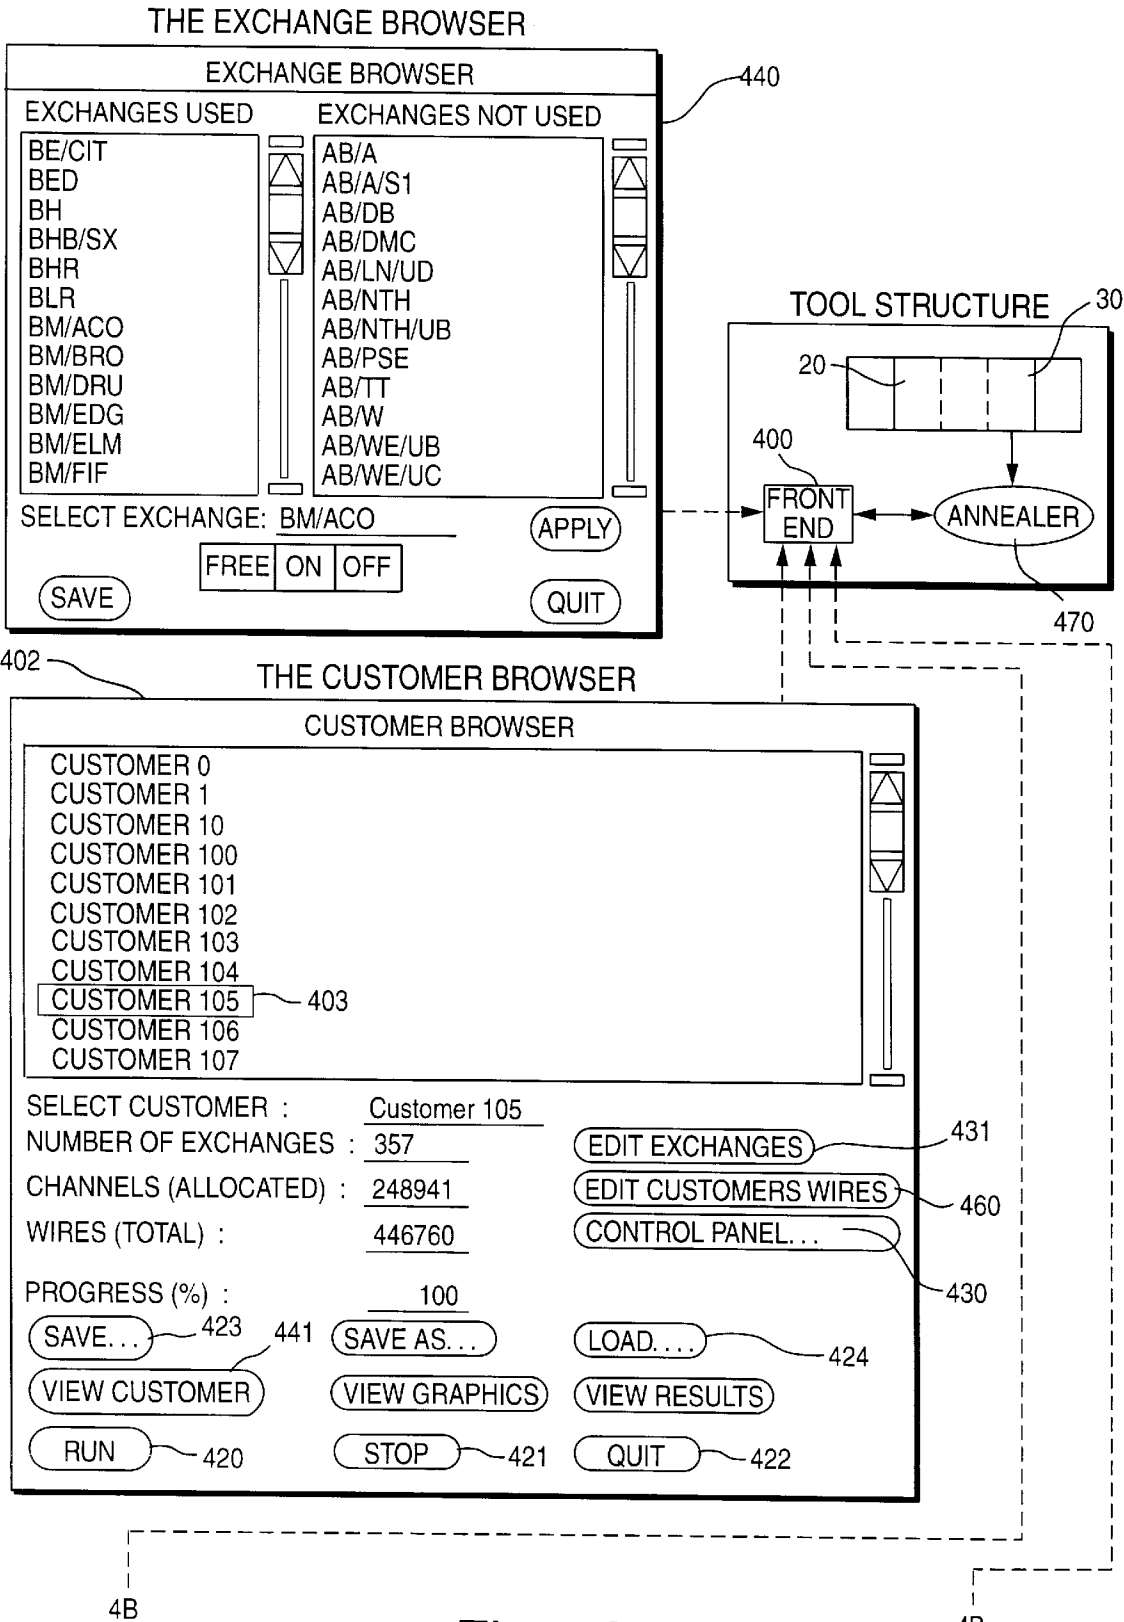 THE EXCHANGE BROWSER
EXCHANGE BROWSER
440
EXCHANGES USED
BE/CIT
BED
BH
BHB/SX
BHR
BLR
BM/ACO
BM/BRO
BM/DRU
BM/EDG
BM/ELM
BM/FIF
EXCHANGES NOT USED
AB/A
AB/A/S1
AB/DB
AB/DMC
AB/LN/UD
AB/NTH
AB/NTH/UB
AB/PSE
AB/TT
AB/W
AB/WE/UB
AB/WE/UC
SELECT EXCHANGE: BM/ACO
APPLY
FREE ON OFF
SAVE
QUIT
TOOL STRUCTURE
30
20
400
FRONT
END
ANNEALER
470
402
THE CUSTOMER BROWSER
CUSTOMER BROWSER
CUSTOMER 0
CUSTOMER 1
CUSTOMER 10
CUSTOMER 100
CUSTOMER 101
CUSTOMER 102
CUSTOMER 103
CUSTOMER 104
CUSTOMER 105
403
CUSTOMER 106
CUSTOMER 107
SELECT CUSTOMER : Customer 105
NUMBER OF EXCHANGES : 357
EDIT EXCHANGES
431
CHANNELS (ALLOCATED) : 248941
EDIT CUSTOMERS WIRES
460
WIRES (TOTAL) : 446760
CONTROL PANEL...
430
PROGRESS (%) : 100
SAVE...
423
441
SAVE AS...
LOAD....
424
VIEW CUSTOMER
VIEW GRAPHICS
VIEW RESULTS
RUN
420
STOP
421
QUIT
422
4B